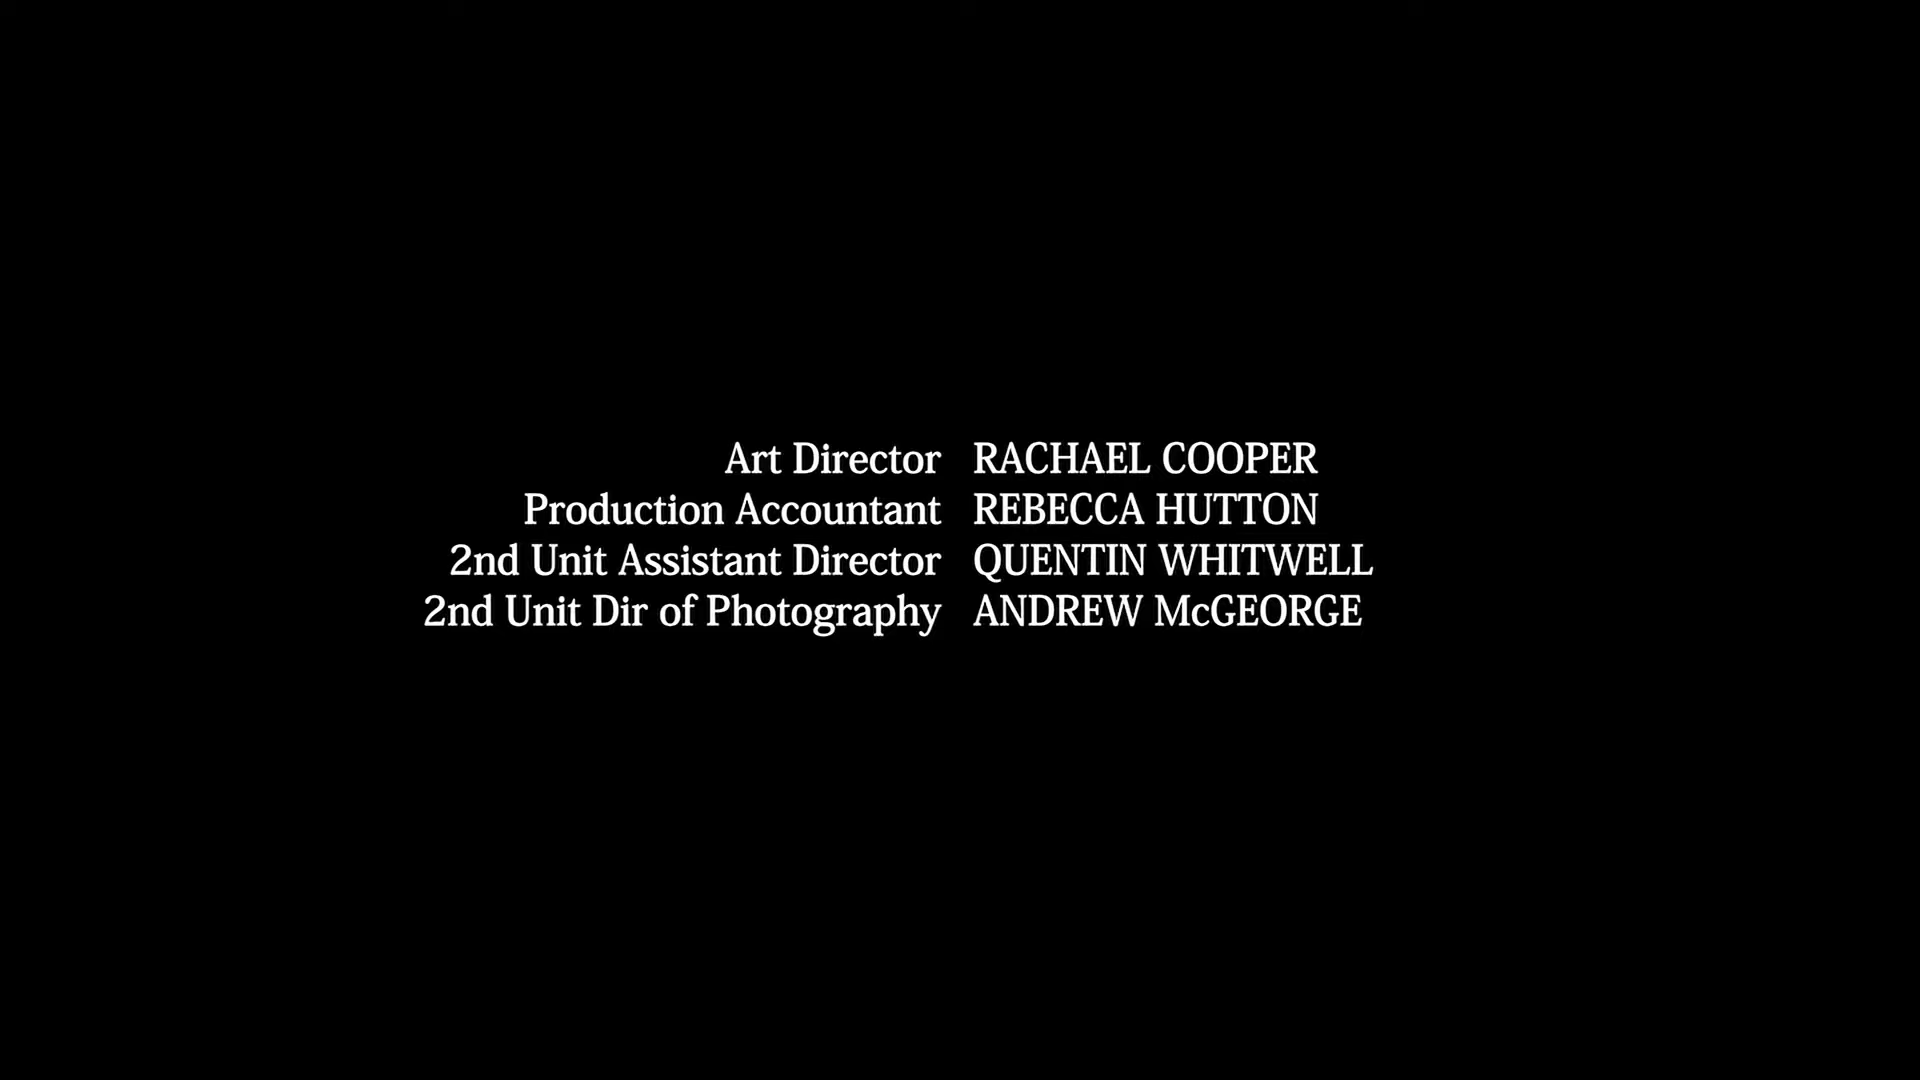 Art Director RACHAEL COOPER
Production Accountant REBECCA HUTTON
2nd Unit Assistant Director QUENTIN WHITWELL
2nd Unit Dir of Photography ANDREW McGEORGE